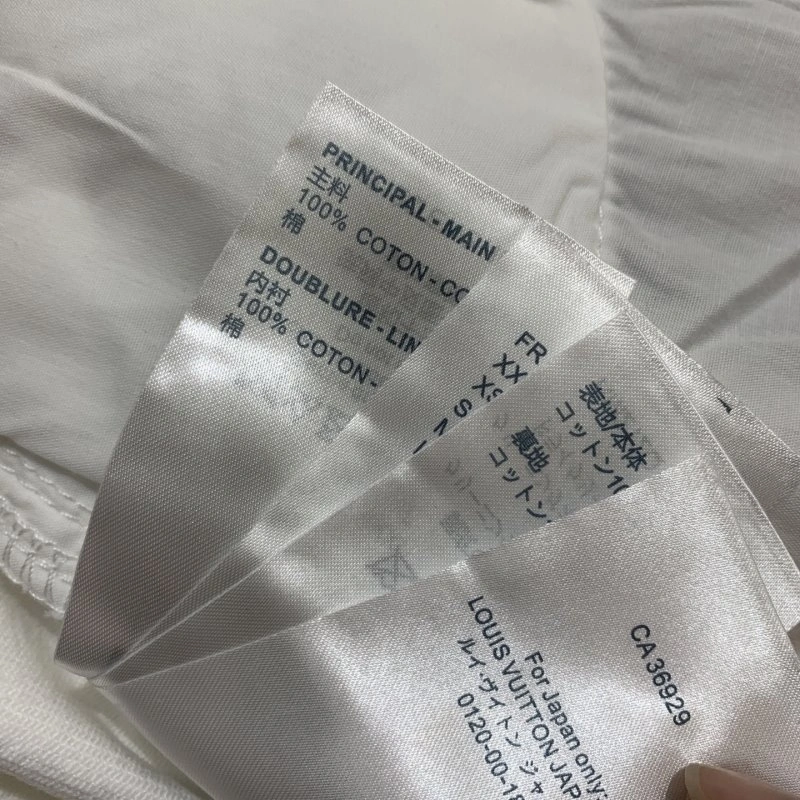 PRINCIPAL - MAIN
主料
100% COTON - CO
棉
DOUBLURE - LIN
内衬
100% COTON -
棉
FR
XX
XS
S
表地/本体
コットン10
裏地
コットン
CA 36929
For Japan only:
LOUIS VUITTON JAP
ルイ・ヴィトン ジャ
0120-00-18